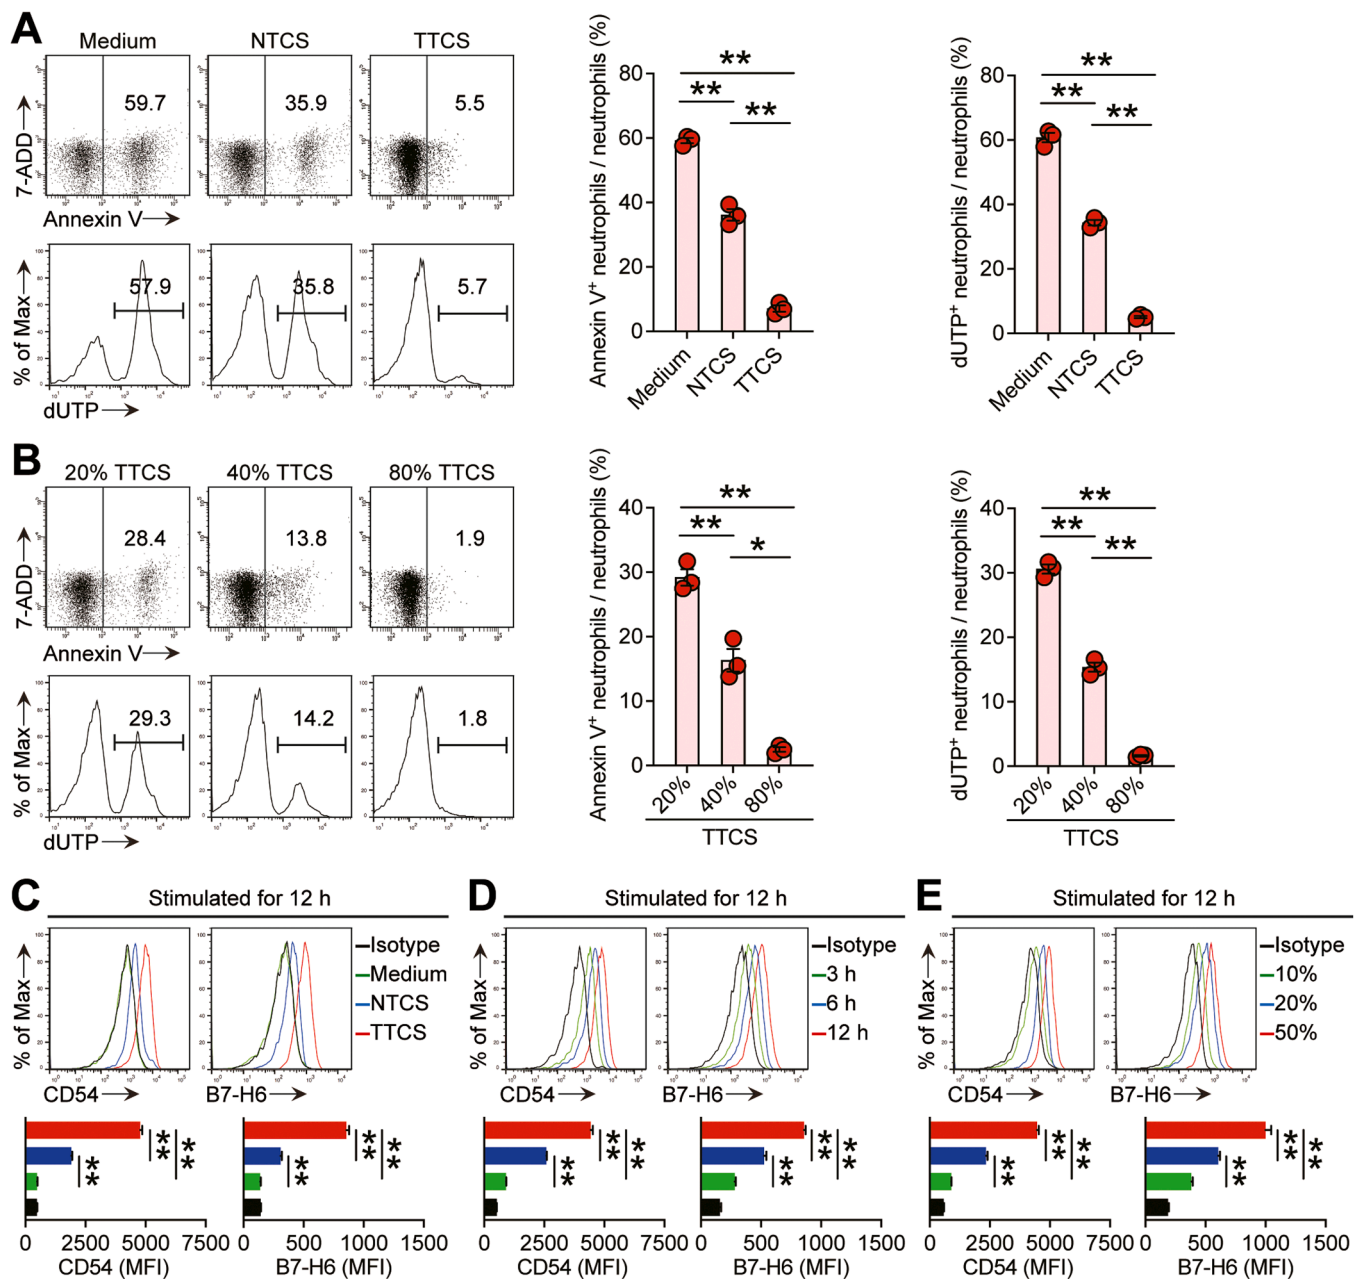 A
Medium NTCS TTCS
59.7 35.9 5.5
7-ADD
Annexin V
57.9 35.8 5.7
% of Max
dUTP
Annexin V+ neutrophils / neutrophils (%)
80
60
40
20
0
** ** **
Medium NTCS TTCS
dUTP+ neutrophils / neutrophils (%)
80
60
40
20
0
** ** **
Medium NTCS TTCS
B
20% TTCS 40% TTCS 80% TTCS
28.4 13.8 1.9
7-ADD
Annexin V
29.3 14.2 1.8
% of Max
dUTP
Annexin V+ neutrophils / neutrophils (%)
40
30
20
10
0
** ** *
20% 40% 80%
TTCS
dUTP+ neutrophils / neutrophils (%)
40
30
20
10
0
** ** **
20% 40% 80%
TTCS
C
Stimulated for 12 h
% of Max
Isotype
Medium
NTCS
TTCS
CD54 B7-H6
** ** **
** ** **
0 2500 5000 7500
CD54 (MFI)
0 500 1000 1500
B7-H6 (MFI)
D
Stimulated for 12 h
% of Max
Isotype
3 h
6 h
12 h
CD54 B7-H6
** ** **
** ** **
0 2500 5000 7500
CD54 (MFI)
0 500 1000 1500
B7-H6 (MFI)
E
Stimulated for 12 h
% of Max
Isotype
10%
20%
50%
CD54 B7-H6
** ** **
** ** **
0 2500 5000 7500
CD54 (MFI)
0 500 1000 1500
B7-H6 (MFI)